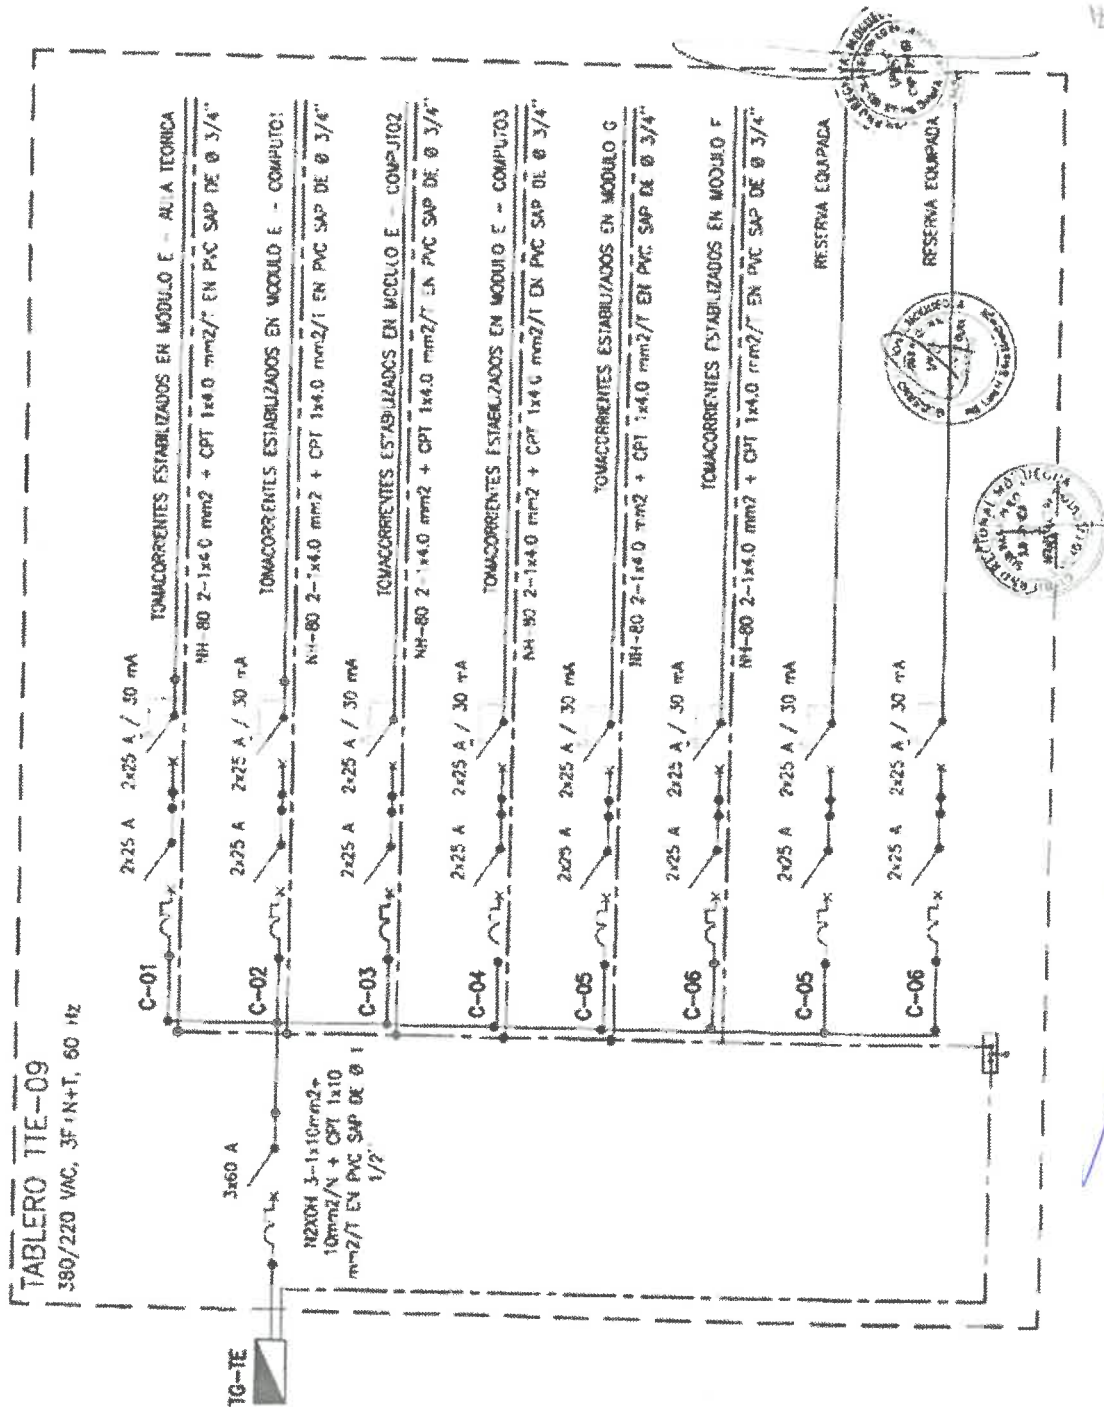 TABLERO TTE-09
380/220 VAC, 3F+N+T, 60 Hz
TG-TE
3x60 A
N2XOH 3-1x10mm2+
10mm2/N + CPT 1x10
mm2/T EN PVC SAP DE Ø 1
1/2"
C-01
2x25 A
2x25 A / 30 mA
TOMACORRIENTES ESTABILIZADOS EN MODULO E - AULA TEORICA
NH-80 2-1x4.0 mm2 + CPT 1x4.0 mm2/T EN PVC SAP DE Ø 3/4"
C-02
2x25 A
2x25 A / 30 mA
TOMACORRIENTES ESTABILIZADOS EN MODULO E - COMPUTO1
NH-80 2-1x4.0 mm2 + CPT 1x4.0 mm2/T EN PVC SAP DE Ø 3/4"
C-03
2x25 A
2x25 A / 30 mA
TOMACORRIENTES ESTABILIZADOS EN MODULO E - COMPUTO2
NH-80 2-1x4.0 mm2 + CPT 1x4.0 mm2/T EN PVC SAP DE Ø 3/4"
C-04
2x25 A
2x25 A / 30 mA
TOMACORRIENTES ESTABILIZADOS EN MODULO E - COMPUTO3
NH-80 2-1x4.0 mm2 + CPT 1x4.0 mm2/T EN PVC SAP DE Ø 3/4"
C-05
2x25 A
2x25 A / 30 mA
TOMACORRIENTES ESTABILIZADOS EN MODULO G
NH-80 2-1x4.0 mm2 + CPT 1x4.0 mm2/T EN PVC SAP DE Ø 3/4"
C-06
2x25 A
2x25 A / 30 mA
TOMACORRIENTES ESTABILIZADOS EN MODULO F
NH-80 2-1x4.0 mm2 + CPT 1x4.0 mm2/T EN PVC SAP DE Ø 3/4"
C-05
2x25 A
2x25 A / 30 mA
RESERVA EQUIPADA
C-06
2x25 A
2x25 A / 30 mA
RESERVA EQUIPADA